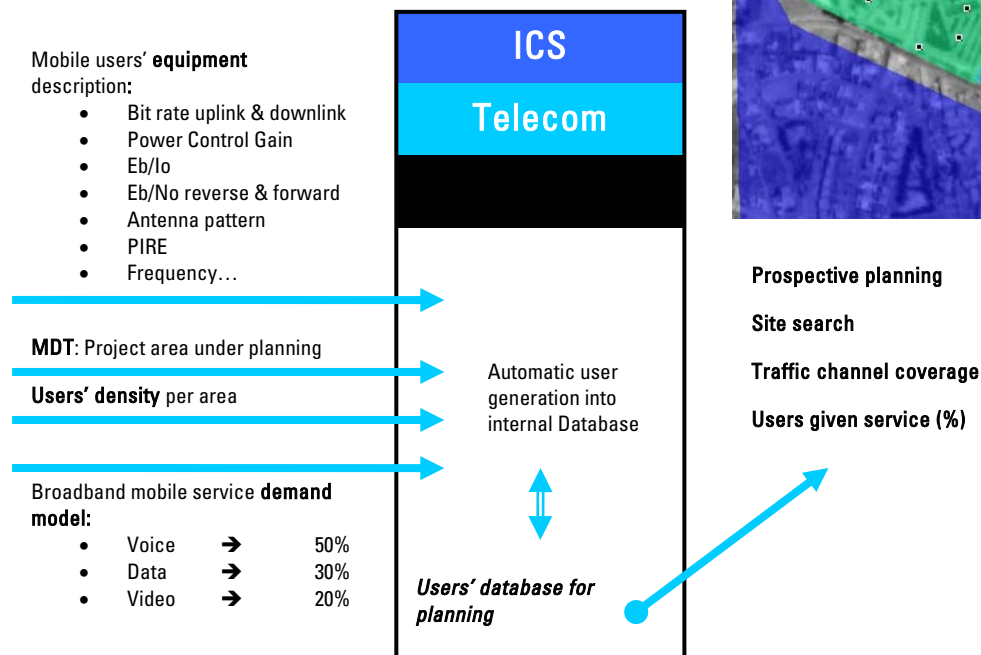 Mobile users' equipment
description:
• Bit rate uplink & downlink
• Power Control Gain
• Eb/Io
• Eb/No reverse & forward
• Antenna pattern
• PIRE
• Frequency…
MDT: Project area under planning
Users' density per area
Broadband mobile service demand
model:
• Voice ➔ 50%
• Data ➔ 30%
• Video ➔ 20%
ICS
Telecom
Automatic user
generation into
internal Database
Users' database for
planning
Prospective planning
Site search
Traffic channel coverage
Users given service (%)